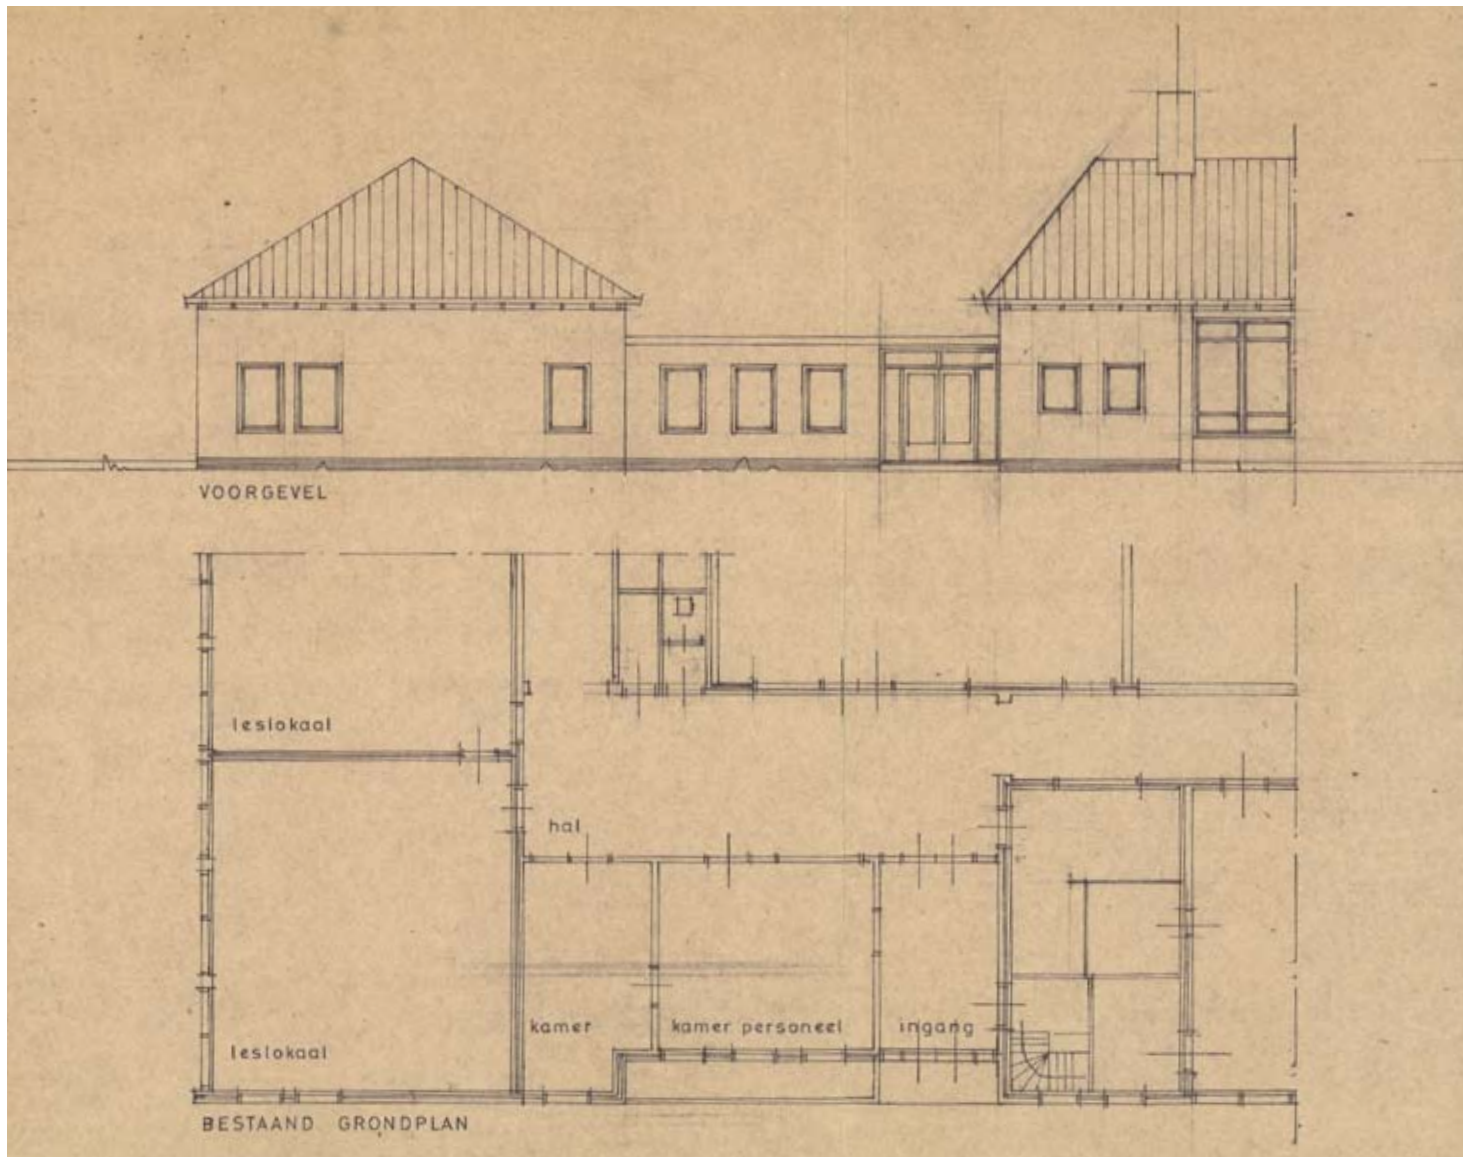 VOORGEVEL
leslokaal
hal
kamer
kamer personeel
ingang
leslokaal
BESTAAND GRONDPLAN